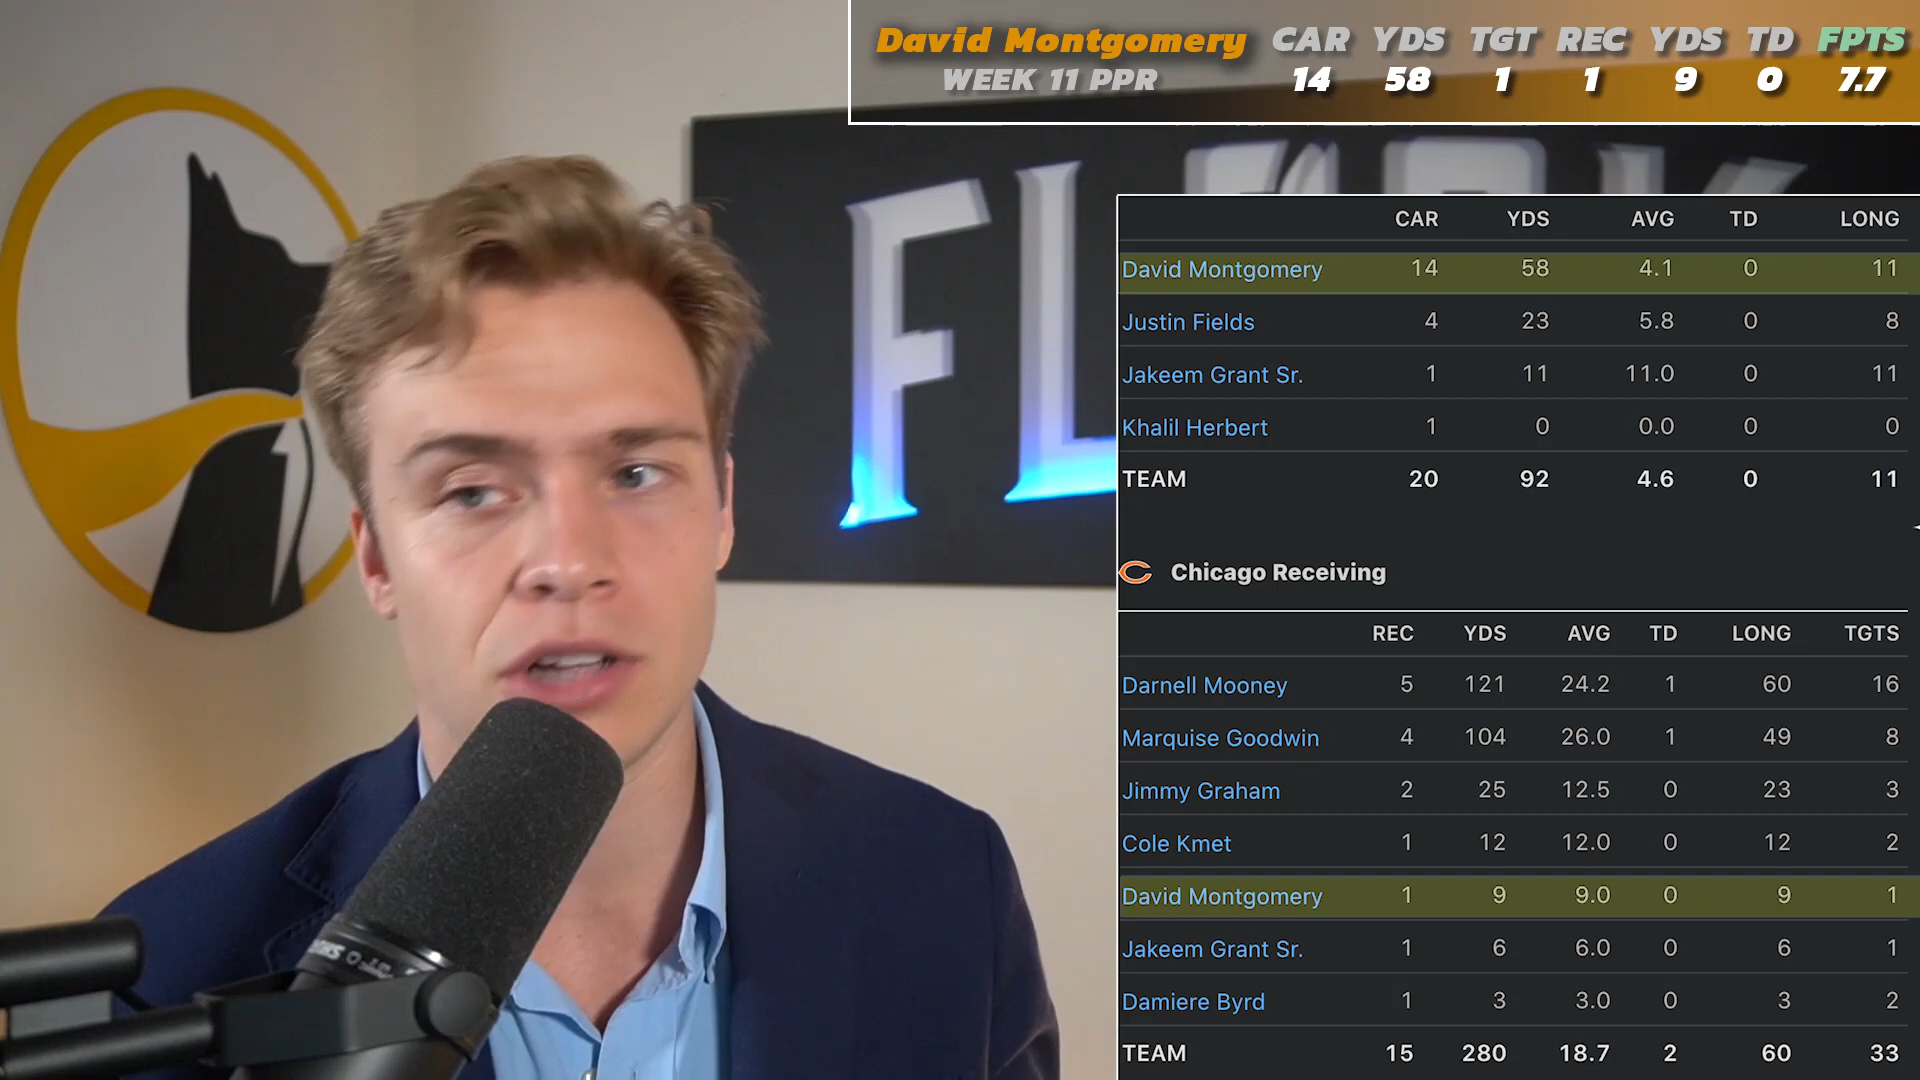 David Montgomery CAR YDS TGT REC YDS TD FPTS
WEEK 11 PPR 14 58 1 1 9 0 7.7
FL
CAR YDS AVG TD LONG
David Montgomery 14 58 4.1 0 11
Justin Fields 4 23 5.8 0 8
Jakeem Grant Sr. 1 11 11.0 0 11
Khalil Herbert 1 0 0.0 0 0
TEAM 20 92 4.6 0 11
Chicago Receiving
REC YDS AVG TD LONG TGTS
Darnell Mooney 5 121 24.2 1 60 16
Marquise Goodwin 4 104 26.0 1 49 8
Jimmy Graham 2 25 12.5 0 23 3
Cole Kmet 1 12 12.0 0 12 2
David Montgomery 1 9 9.0 0 9 1
Jakeem Grant Sr. 1 6 6.0 0 6 1
Damiere Byrd 1 3 3.0 0 3 2
TEAM 15 280 18.7 2 60 33